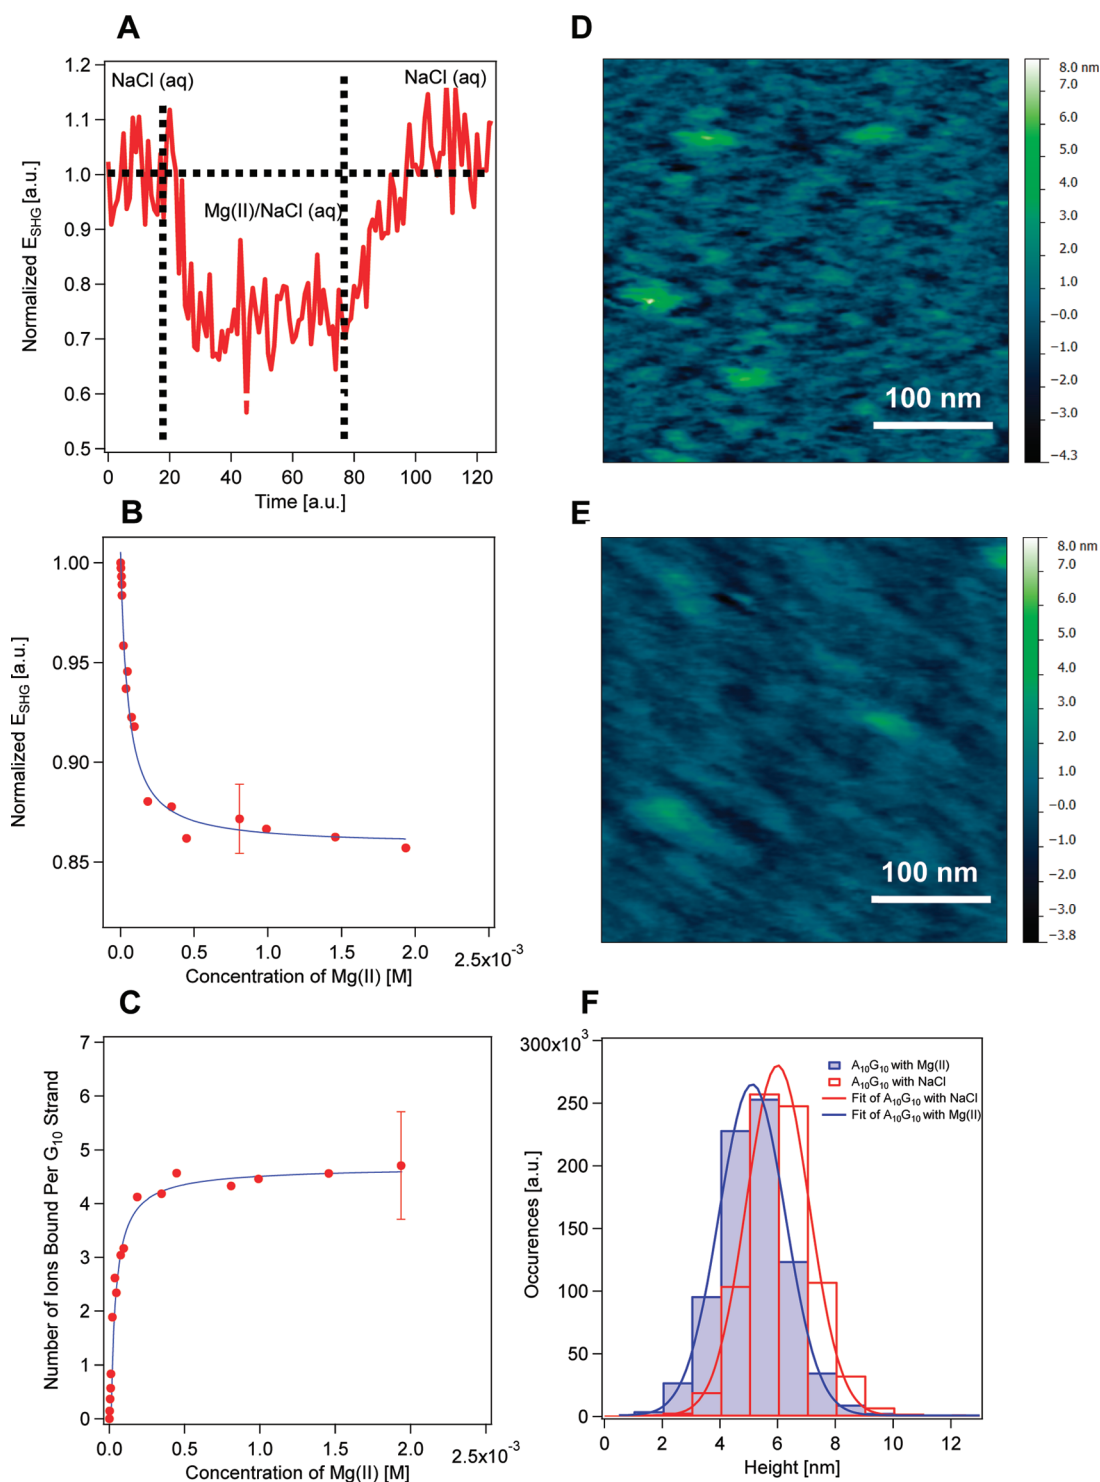 A
1.2
1.1
1.0
0.9
0.8
0.7
0.6
0.5
Normalized E_SHG [a.u.]
NaCl (aq)
NaCl (aq)
Mg(II)/NaCl (aq)
0 20 40 60 80 100 120
Time [a.u.]
B
1.00
0.95
0.90
0.85
Normalized E_SHG [a.u.]
0.0 0.5 1.0 1.5 2.0
2.5x10⁻³
Concentration of Mg(II) [M]
C
7
6
5
4
3
2
1
0
Number of Ions Bound Per G₁₀ Strand
0.0 0.5 1.0 1.5 2.0
2.5x10⁻³
Concentration of Mg(II) [M]
D
100 nm
8.0 nm
7.0
6.0
5.0
4.0
3.0
2.0
1.0
−0.0
−1.0
−2.0
−3.0
−4.3
E
100 nm
8.0 nm
7.0
6.0
5.0
4.0
3.0
2.0
1.0
−0.0
−1.0
−2.0
−3.0
−3.8
F
300x10³
250
200
150
100
50
0
Occurences [a.u.]
A₁₀G₁₀ with Mg(II)
A₁₀G₁₀ with NaCl
Fit of A₁₀G₁₀ with NaCl
Fit of A₁₀G₁₀ with Mg(II)
0 2 4 6 8 10 12
Height [nm]